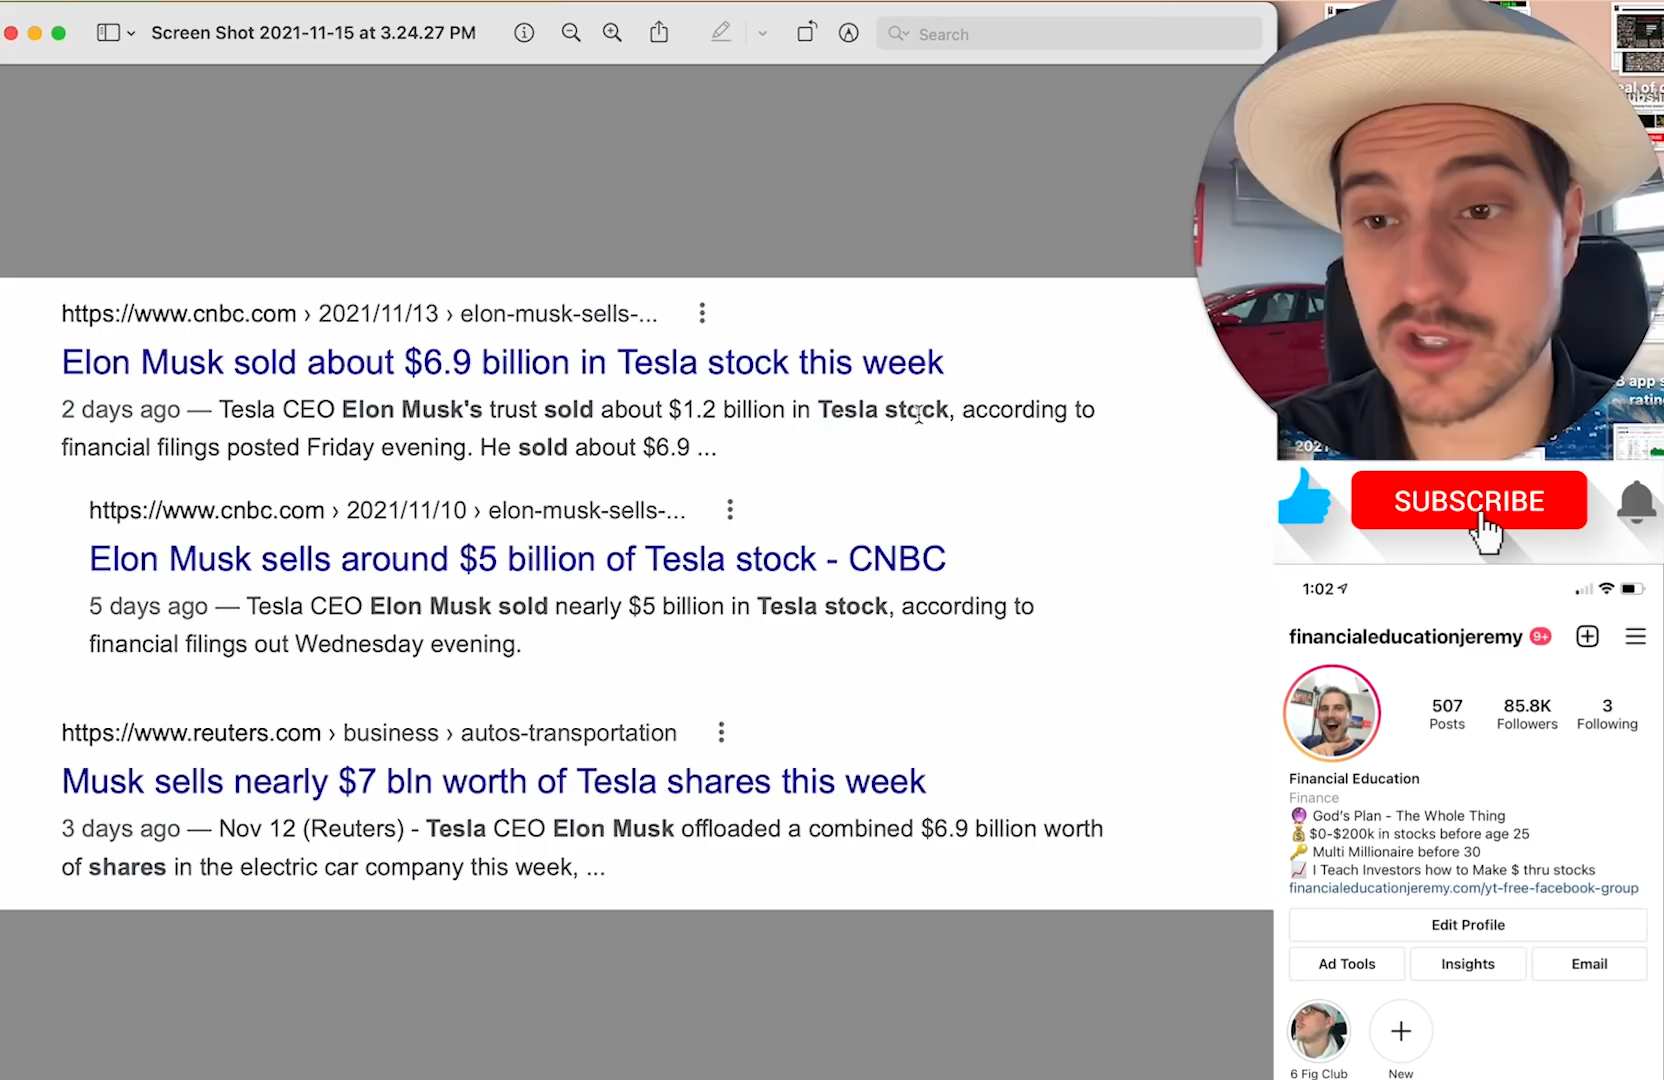 Screen Shot 2021-11-15 at 3.24.27 PM
Search
https://www.cnbc.com › 2021/11/13 › elon-musk-sells-...
Elon Musk sold about $6.9 billion in Tesla stock this week
2 days ago — Tesla CEO Elon Musk's trust sold about $1.2 billion in Tesla stock, according to
financial filings posted Friday evening. He sold about $6.9 ...
https://www.cnbc.com › 2021/11/10 › elon-musk-sells-...
Elon Musk sells around $5 billion of Tesla stock - CNBC
5 days ago — Tesla CEO Elon Musk sold nearly $5 billion in Tesla stock, according to
financial filings out Wednesday evening.
https://www.reuters.com › business › autos-transportation
Musk sells nearly $7 bln worth of Tesla shares this week
3 days ago — Nov 12 (Reuters) - Tesla CEO Elon Musk offloaded a combined $6.9 billion worth
of shares in the electric car company this week, ...
2021
SUBSCRIBE
1:02
financialeducationjeremy 9+
507 85.8K 3
Posts Followers Following
Financial Education
Finance
God's Plan - The Whole Thing
$0-$200k in stocks before age 25
Multi Millionaire before 30
I Teach Investors how to Make $ thru stocks
financialeducationjeremy.com/yt-free-facebook-group
Edit Profile
Ad Tools Insights Email
6 Fig Club New